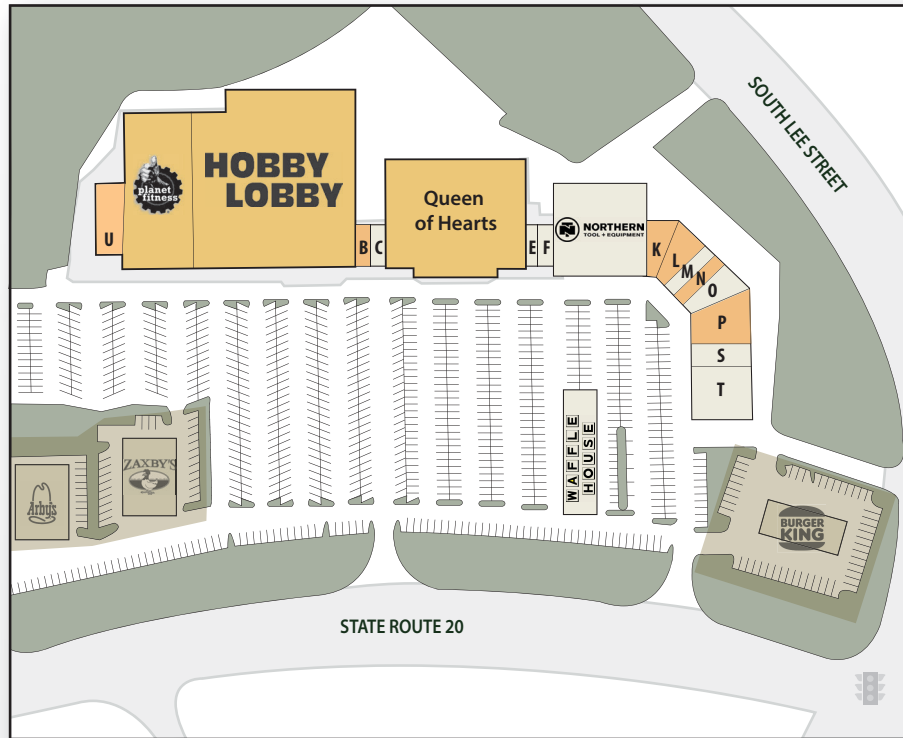 SOUTH LEE STREET
planet
fitness
HOBBY
LOBBY
Queen
of Hearts
NORTHERN
TOOL + EQUIPMENT
U
B
C
E
F
K
L
M
N
O
P
S
T
WAFFLE
HOUSE
Arby's
ZAXBY'S
BURGER
KING
STATE ROUTE 20